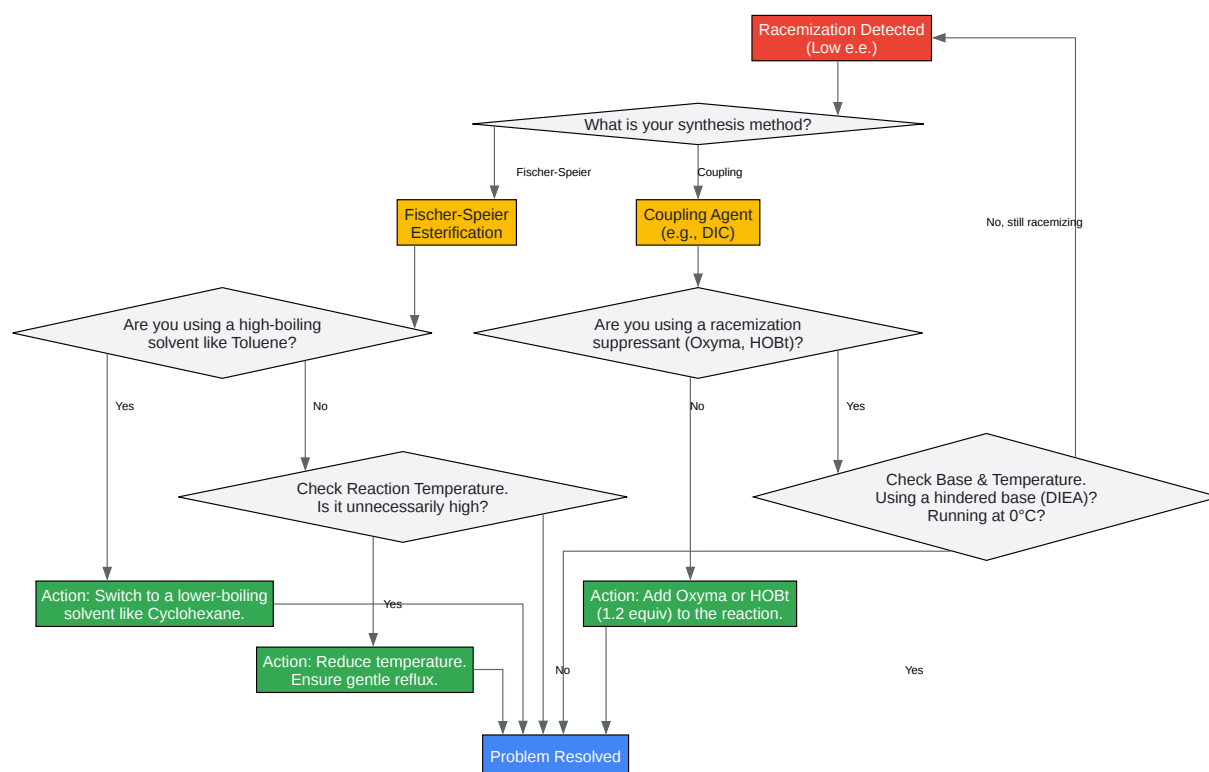 Racemization Detected
(Low e.e.)
What is your synthesis method?
Fischer-Speier
Coupling
Fischer-Speier
Esterification
Coupling Agent
(e.g., DIC)
No, still racemizing
Are you using a high-boiling
solvent like Toluene?
Are you using a racemization
suppressant (Oxyma, HOBt)?
Yes
No
No
Yes
Check Reaction Temperature.
Is it unnecessarily high?
Check Base & Temperature.
Using a hindered base (DIEA)?
Running at 0°C?
Action: Switch to a lower-boiling
solvent like Cyclohexane.
Yes
Action: Add Oxyma or HOBt
(1.2 equiv) to the reaction.
Action: Reduce temperature.
Ensure gentle reflux.
No
Yes
Problem Resolved